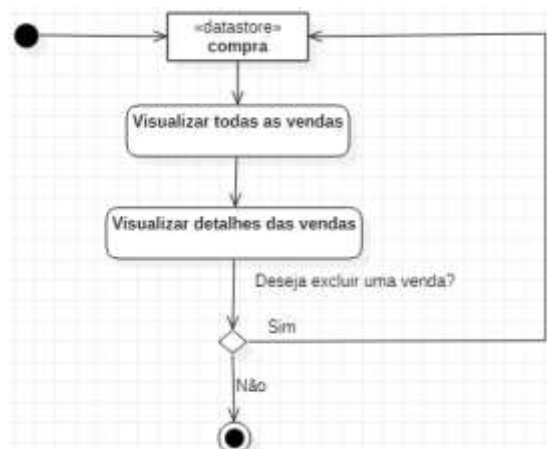 «datastore»
compra
Visualizar todas as vendas
Visualizar detalhes das vendas
Deseja excluir uma venda?
Sim
Não